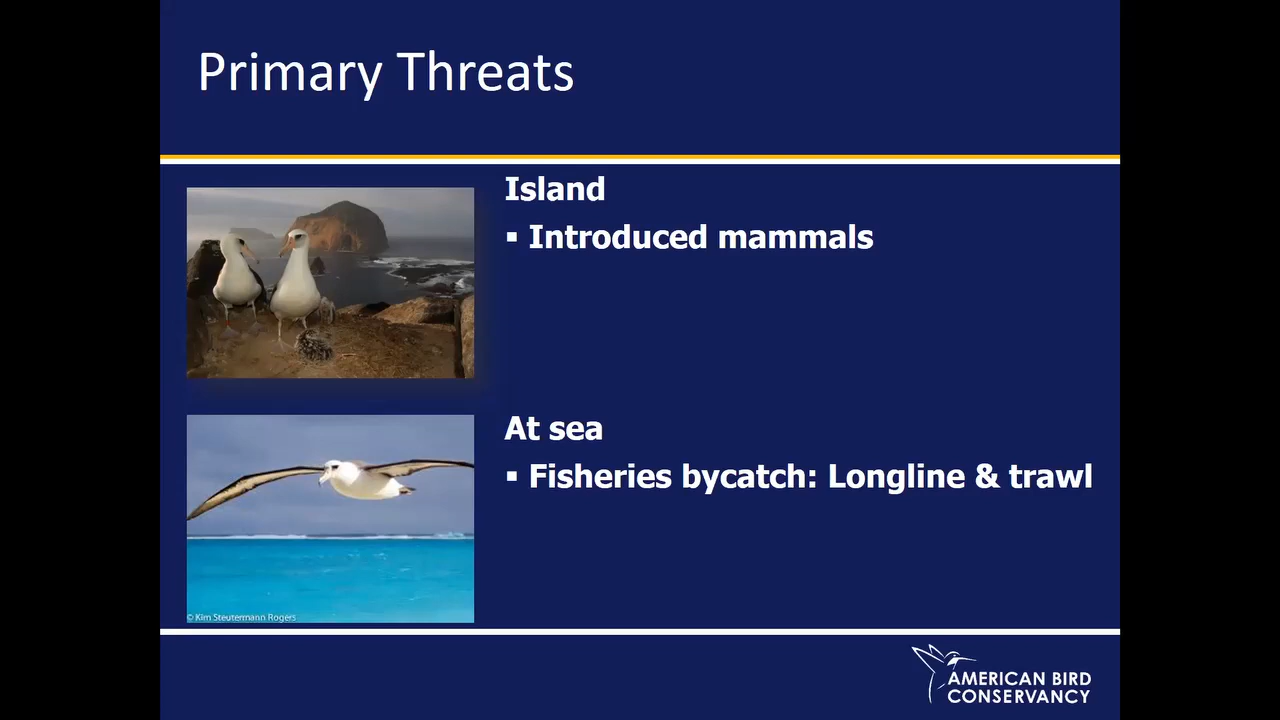 Primary Threats
Island
▪ Introduced mammals
At sea
▪ Fisheries bycatch: Longline & trawl
© Kim Steutermann Rogers
AMERICAN BIRD
CONSERVANCY